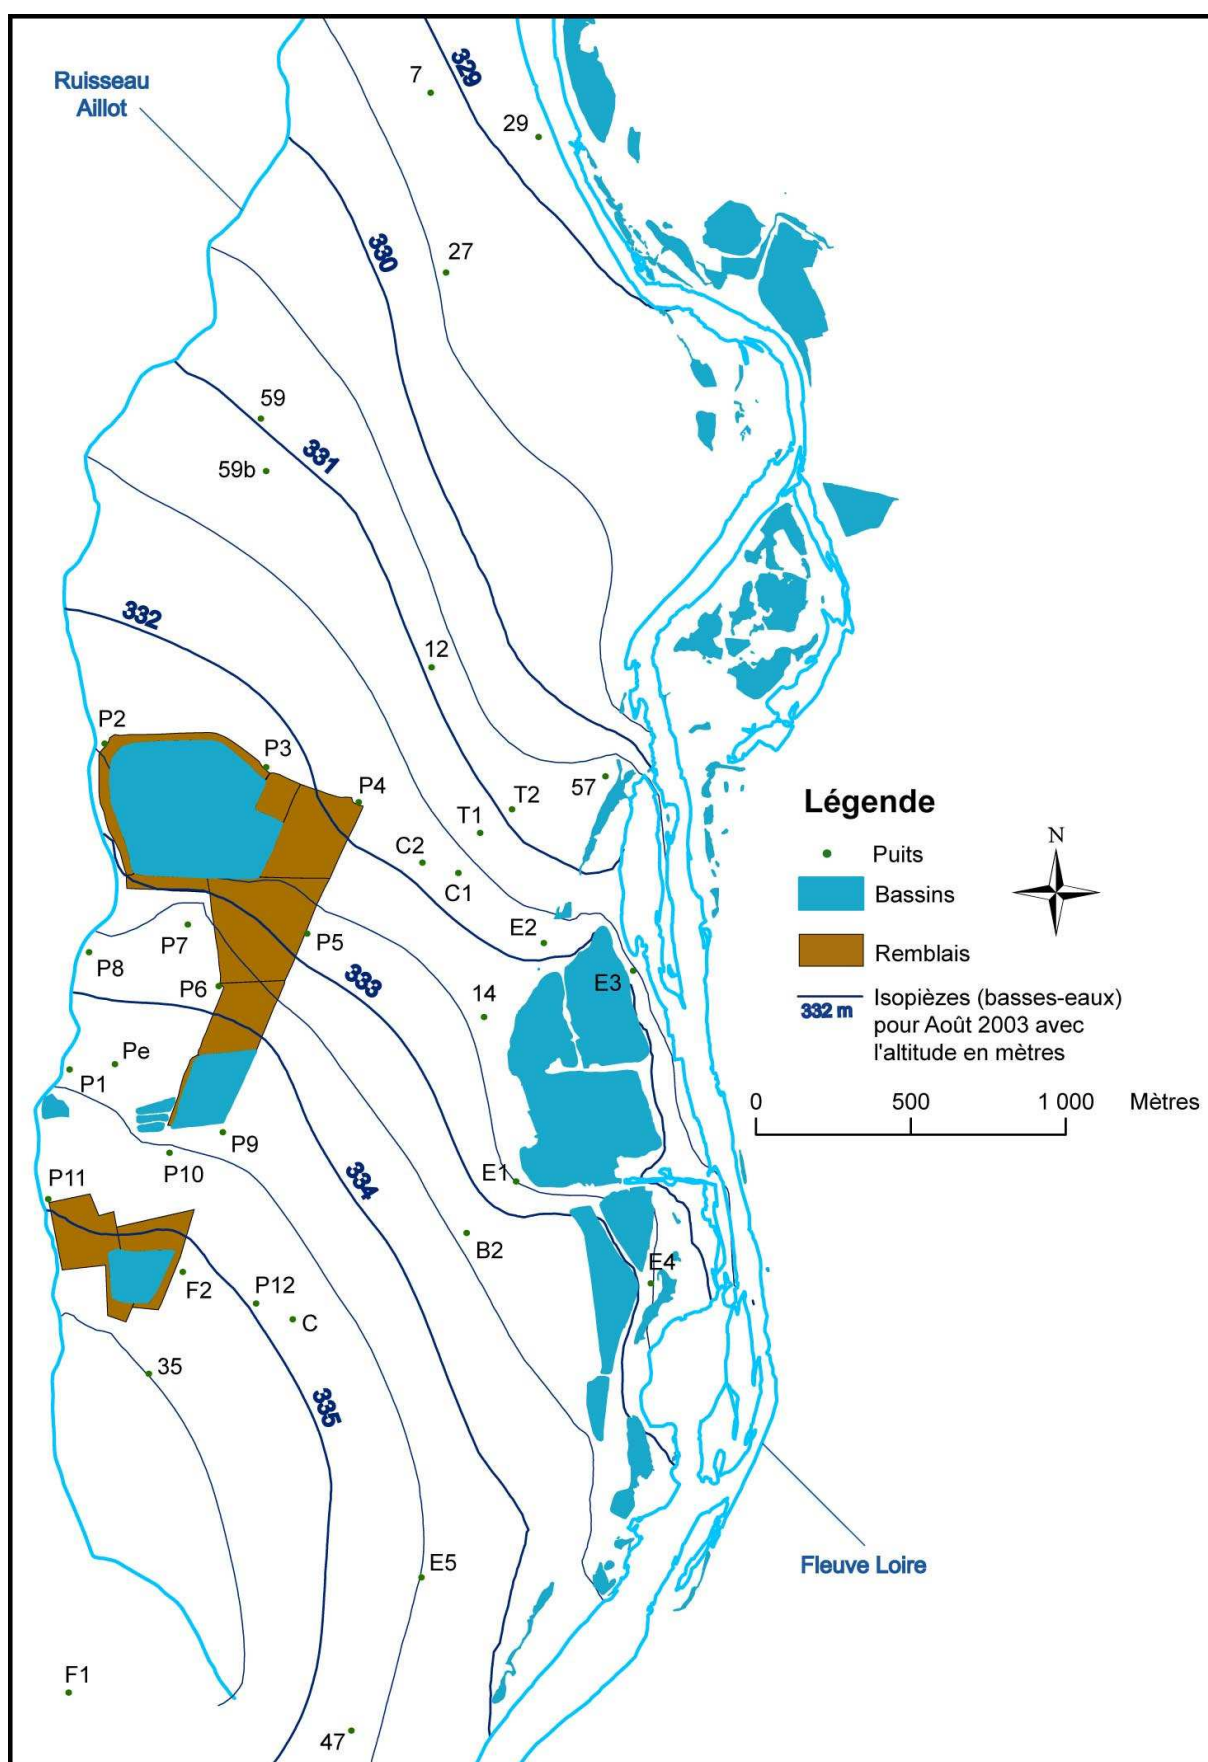 329
7
Ruisseau
Aillot
29
330
27
59
331
59b
332
12
P2
P3
P4
57
T2
T1
C2
C1
E2
P7
P5
P8
333
P6
14
E3
Pe
P1
P9
P10
334
E1
P11
B2
F2
P12
E4
C
35
335
E5
F1
47
Légende
N
Puits
Bassins
Remblais
Isopièzes (basses-eaux)
332 m
pour Août 2003 avec
l'altitude en mètres
0 500 1 000 Mètres
Fleuve Loire